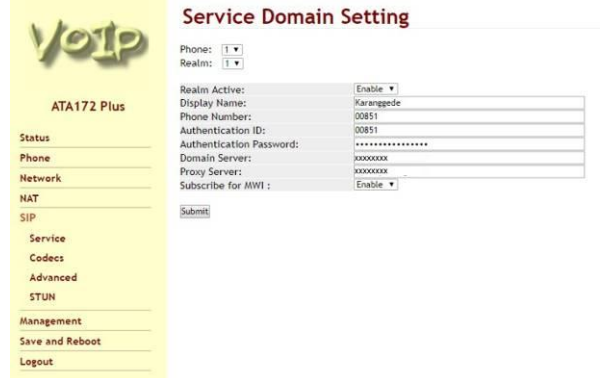 VOIP
ATA172 Plus
Status
Phone
Network
NAT
SIP
Service
Codecs
Advanced
STUN
Management
Save and Reboot
Logout
Service Domain Setting
Phone: 1 ▼
Realm: 1 ▼
Realm Active: Enable ▼
Display Name: Karanggede
Phone Number: 00851
Authentication ID: 00851
Authentication Password: ••••••••••••••••
Domain Server: xxxxxxxx
Proxy Server: xxxxxxxx
Subscribe for MWI : Enable ▼
Submit